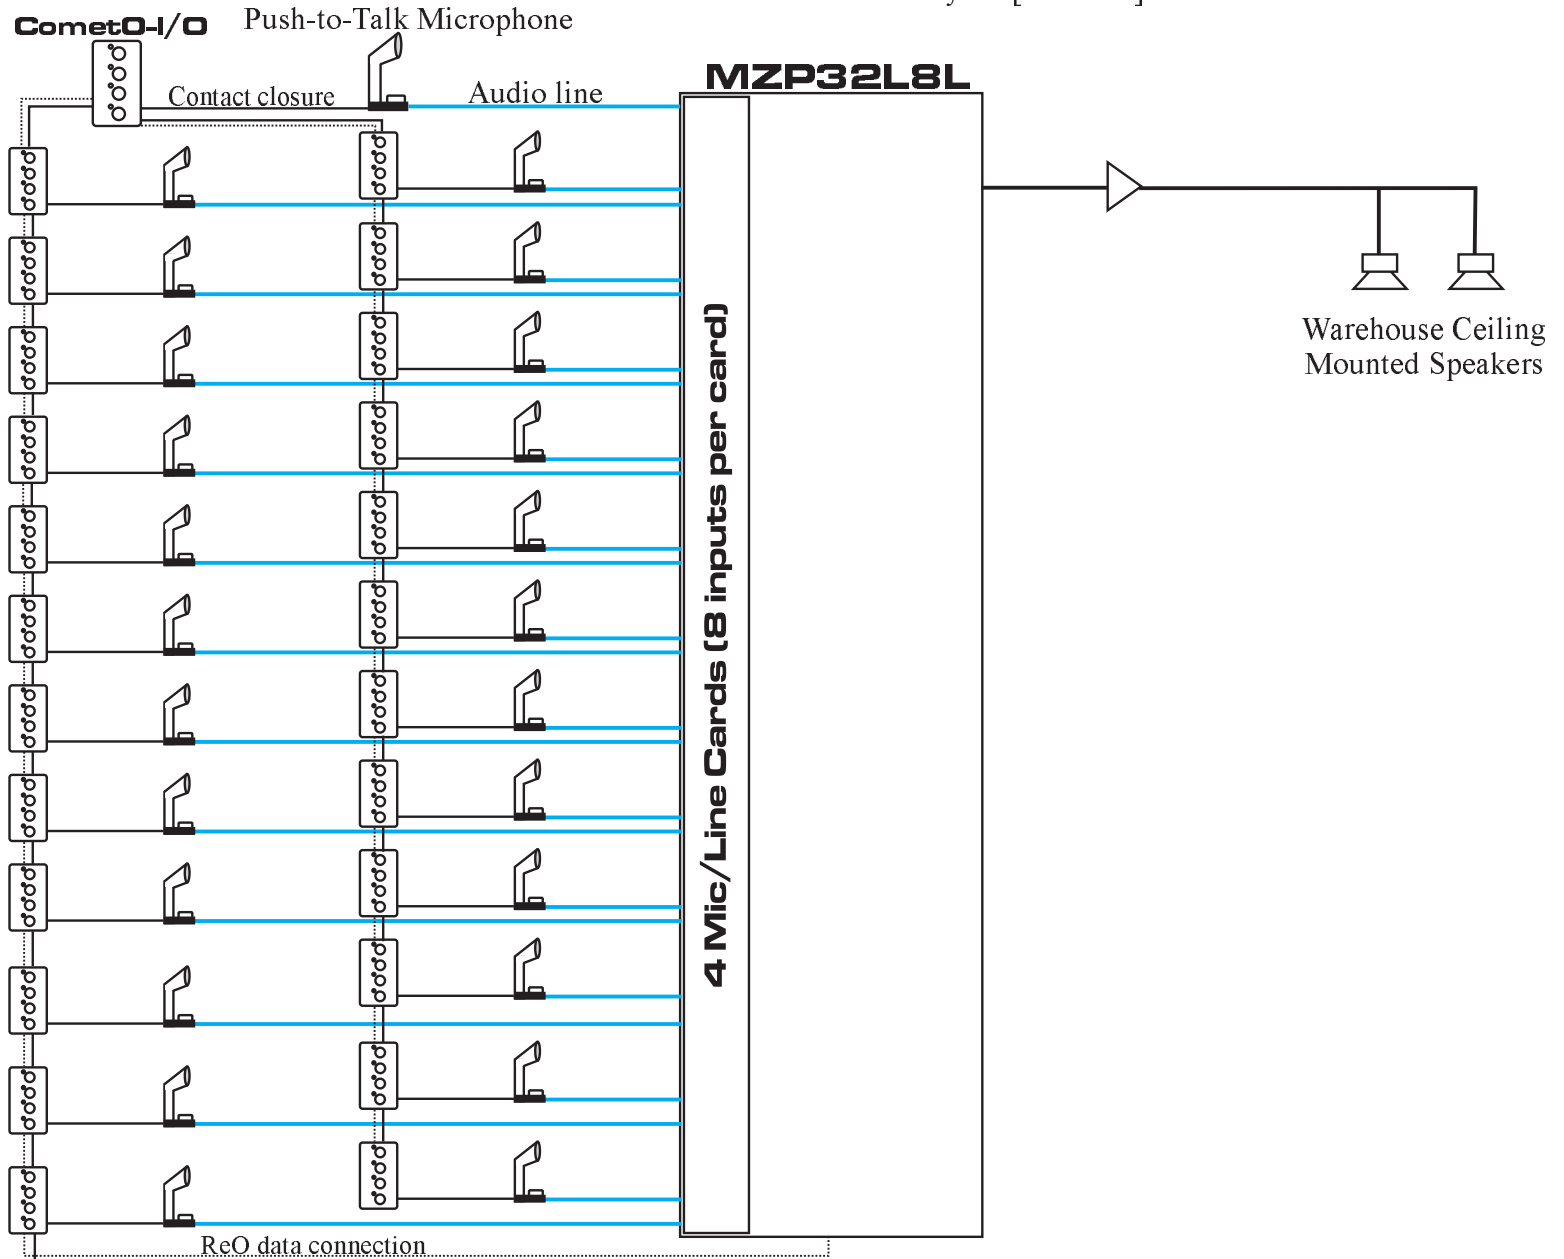 CometO-I/O
Push-to-Talk Microphone
Contact closure
Audio line
MZP32L8L
4 Mic/Line Cards (8 inputs per card)
Warehouse Ceiling
Mounted Speakers
ReO data connection